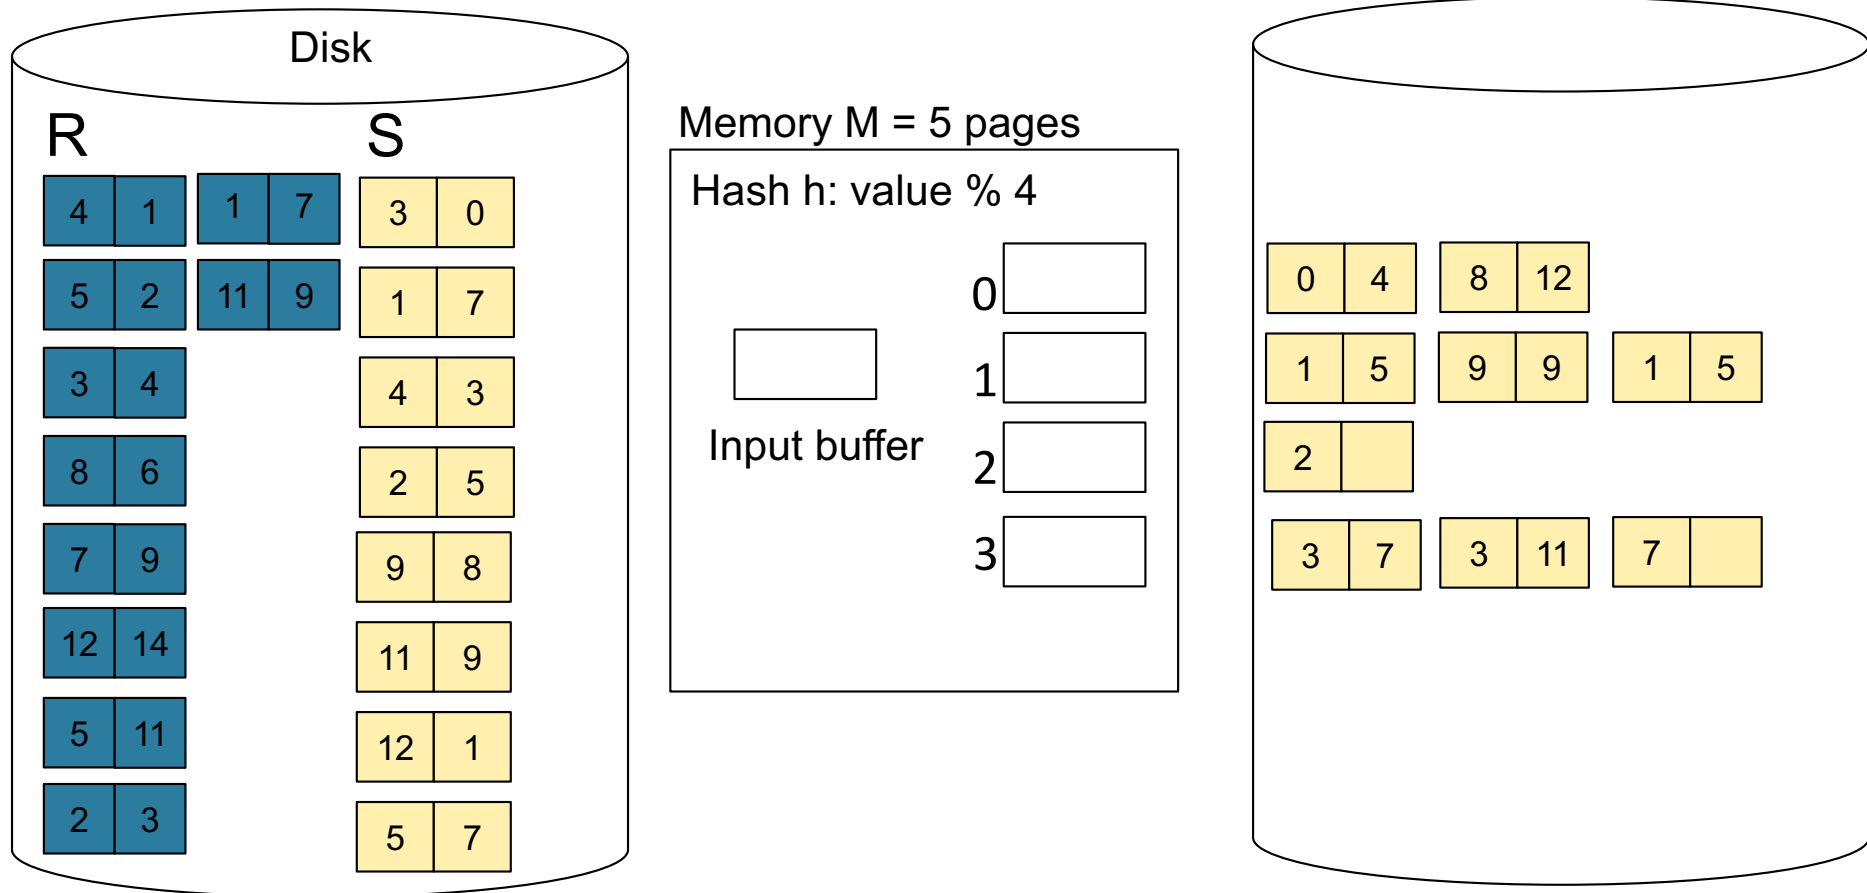 Disk
R S
4 1 1 7 3 0
5 2 11 9 1 7
3 4 4 3
8 6 2 5
7 9 9 8
12 14 11 9
5 11 12 1
2 3 5 7
Memory M = 5 pages
Hash h: value % 4
0
1
Input buffer
2
3
0 4 8 12
1 5 9 9 1 5
2
3 7 3 11 7